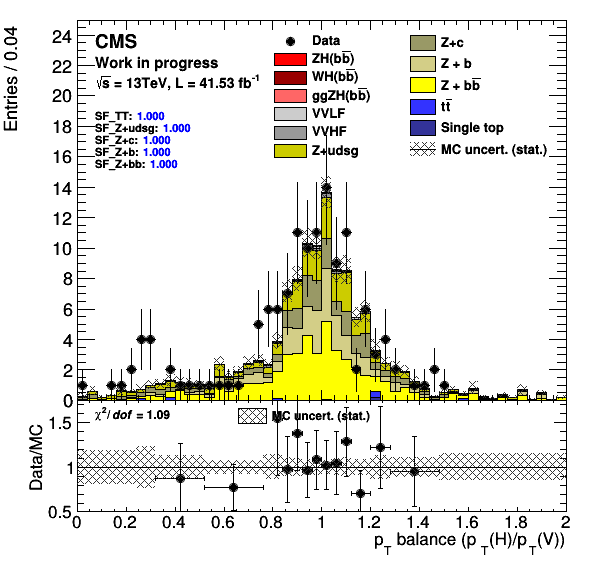 Entries / 0.04
24
22
20
18
16
14
12
10
8
6
4
2
0
CMS
Work in progress
√s = 13TeV, L = 41.53 fb⁻¹
SF_TT: 1.000
SF_Z+udsg: 1.000
SF_Z+c: 1.000
SF_Z+b: 1.000
SF_Z+bb: 1.000
Data
ZH(bb̅)
WH(bb̅)
ggZH(bb̅)
VVLF
VVHF
Z+udsg
Z+c
Z + b
Z + bb̅
tt̅
Single top
MC uncert. (stat.)
Data/MC
1.5
1
0.5
χ²/dof = 1.09
MC uncert. (stat.)
0 0.2 0.4 0.6 0.8 1 1.2 1.4 1.6 1.8 2
p_T balance (p_T(H)/p_T(V))